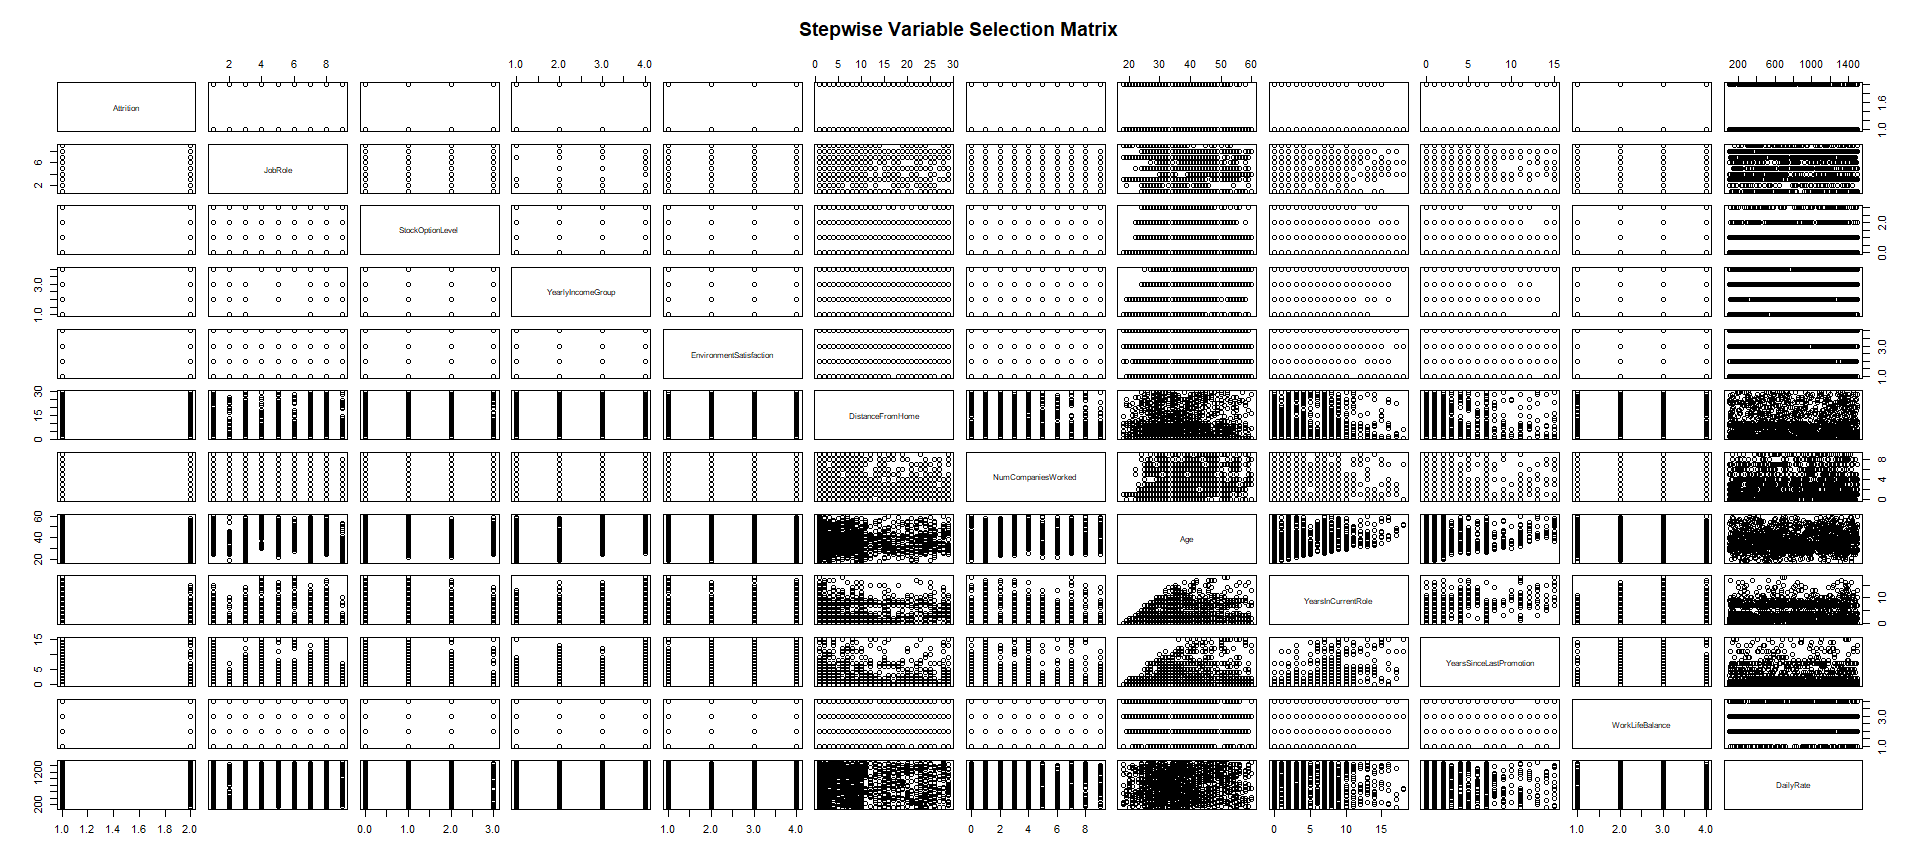 Stepwise Variable Selection Matrix
2 4 6 8
1.0 2.0 3.0 4.0
0 5 10 15 20 25 30
20 30 40 50 60
0 5 10 15
200 600 1000 1400
Attrition
1.0 1.6
2 6
JobRole
StockOptionLevel
0.0 2.0
1.0 3.0
YearlyIncomeGroup
EnvironmentSatisfaction
1.0 3.0
0 15 30
DistanceFromHome
NumCompaniesWorked
0 4 8
20 40 60
Age
YearsInCurrentRole
0 10
0 5 15
YearsSinceLastPromotion
WorkLifeBalance
1.0 3.0
200 1200
DailyRate
1.0 1.2 1.4 1.6 1.8 2.0
0.0 1.0 2.0 3.0
1.0 2.0 3.0 4.0
0 2 4 6 8
0 5 10 15
1.0 2.0 3.0 4.0